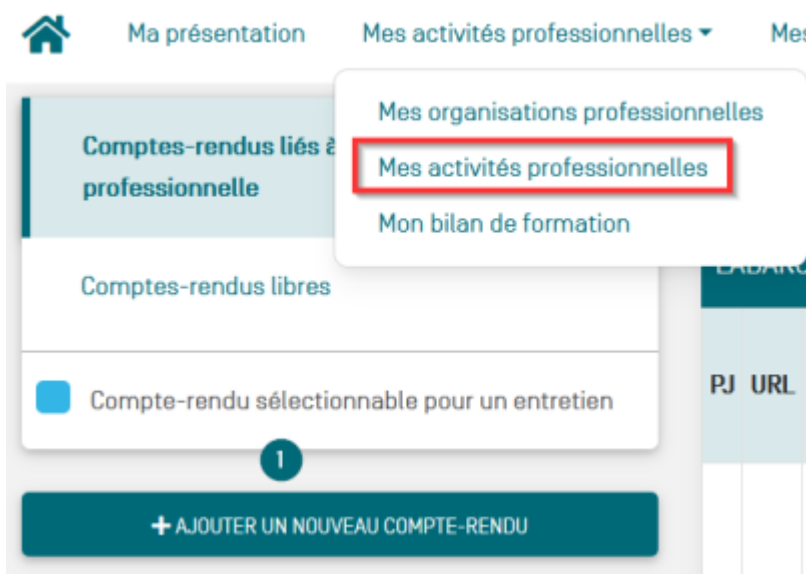 Ma présentation
Mes activités professionnelles
Mes organisations professionnelles
Mes activités professionnelles
Mon bilan de formation
Comptes-rendus liés
professionnelle
Comptes-rendus libres
Compte-rendu sélectionnable pour un entretien
PJ URL
1
+ AJOUTER UN NOUVEAU COMPTE-RENDU